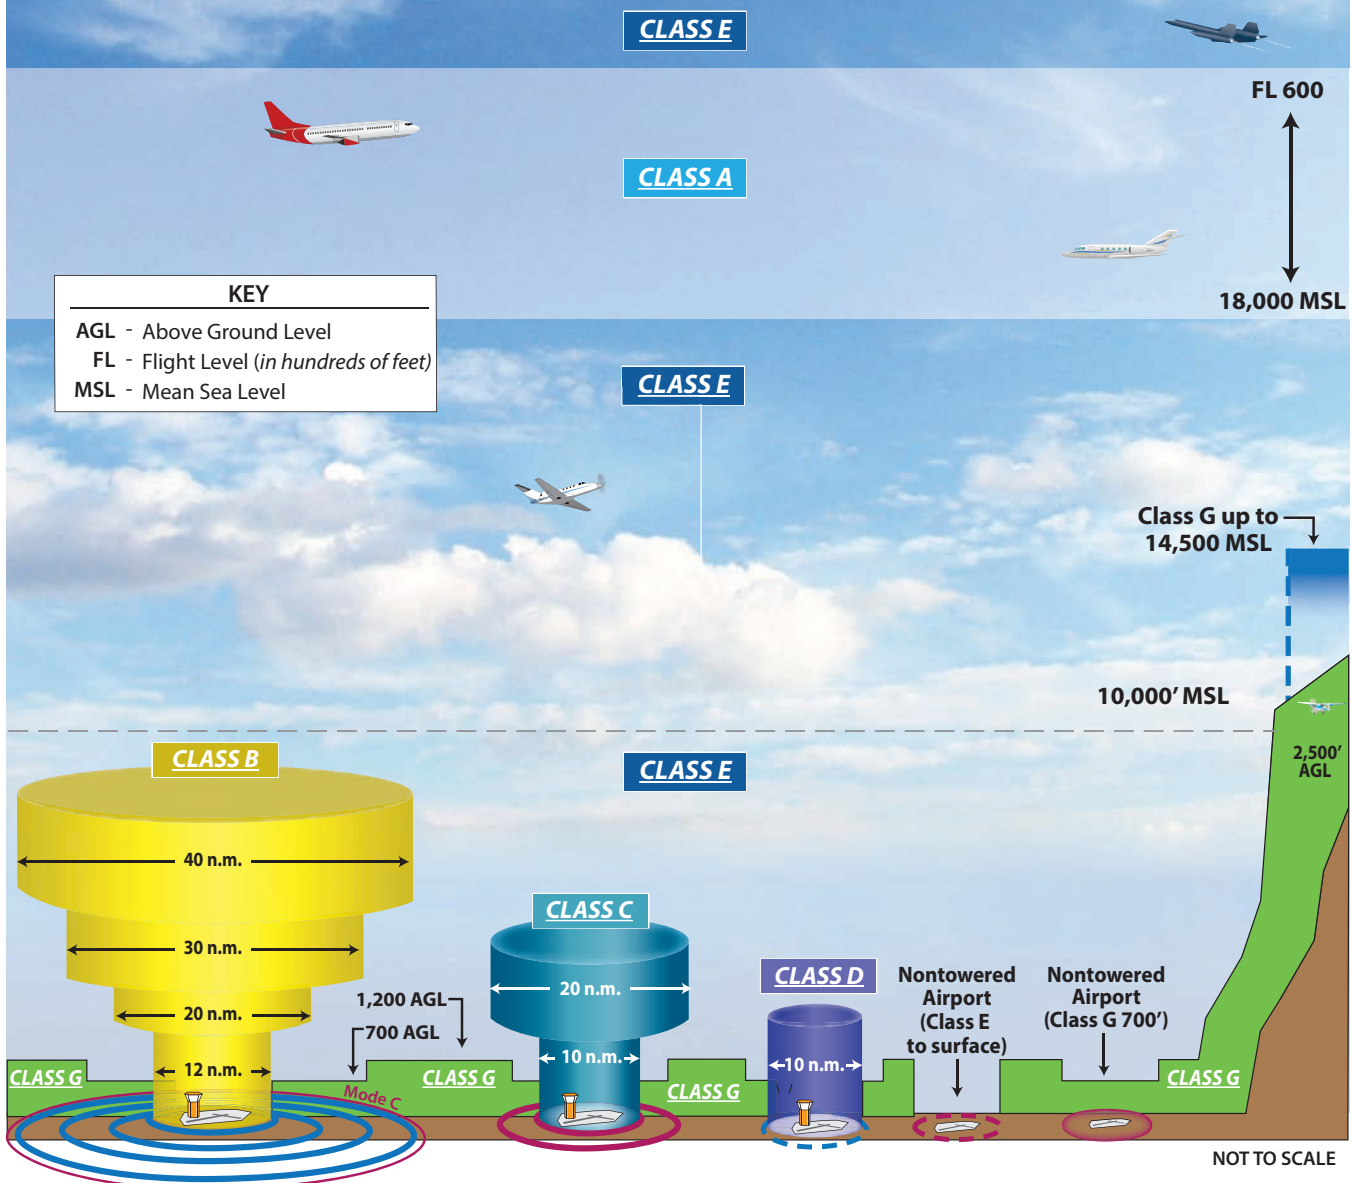 CLASS E
FL 600
CLASS A
18,000 MSL
KEY
AGL - Above Ground Level
FL - Flight Level (in hundreds of feet)
MSL - Mean Sea Level
CLASS E
Class G up to
14,500 MSL
10,000’ MSL
CLASS B
CLASS E
2,500’
AGL
40 n.m.
CLASS C
30 n.m.
CLASS D
Nontowered
Airport
(Class E
to surface)
Nontowered
Airport
(Class G 700’)
20 n.m.
1,200 AGL
20 n.m.
700 AGL
10 n.m.
10 n.m.
12 n.m.
CLASS G
CLASS G
CLASS G
CLASS G
Mode C
NOT TO SCALE